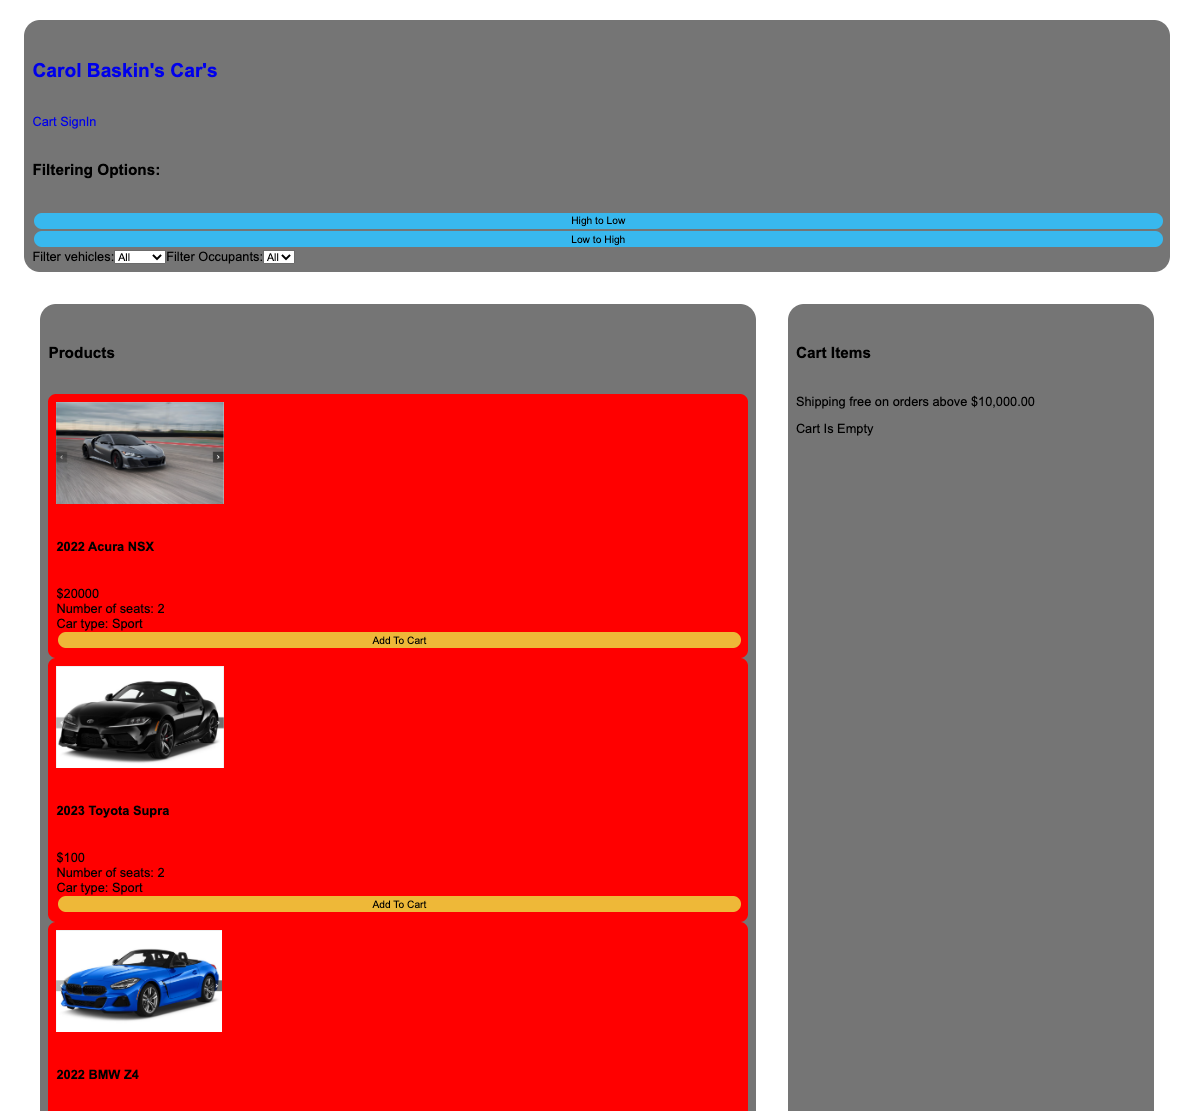 Carol Baskin's Car's
Cart SignIn
Filtering Options:
High to Low
Low to High
Filter vehicles: All Filter Occupants: All
Products
2022 Acura NSX
$20000
Number of seats: 2
Car type: Sport
Add To Cart
2023 Toyota Supra
$100
Number of seats: 2
Car type: Sport
Add To Cart
2022 BMW Z4
Cart Items
Shipping free on orders above $10,000.00
Cart Is Empty